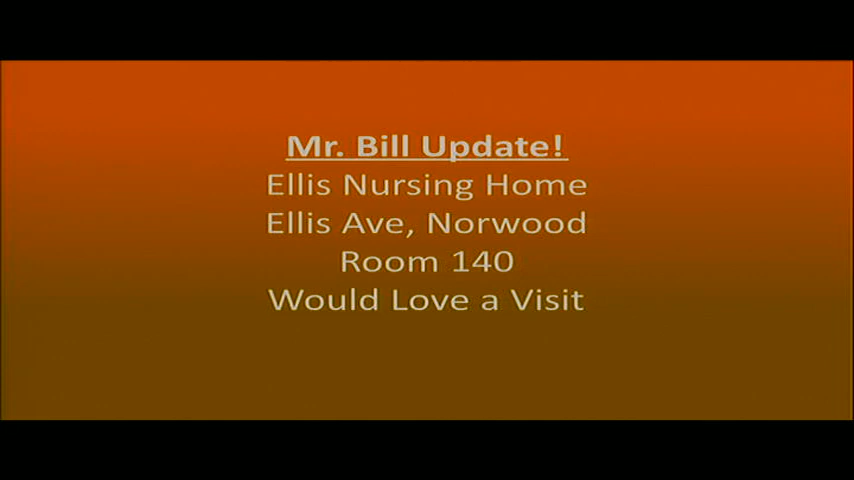 Mr. Bill Update!
Ellis Nursing Home
Ellis Ave, Norwood
Room 140
Would Love a Visit